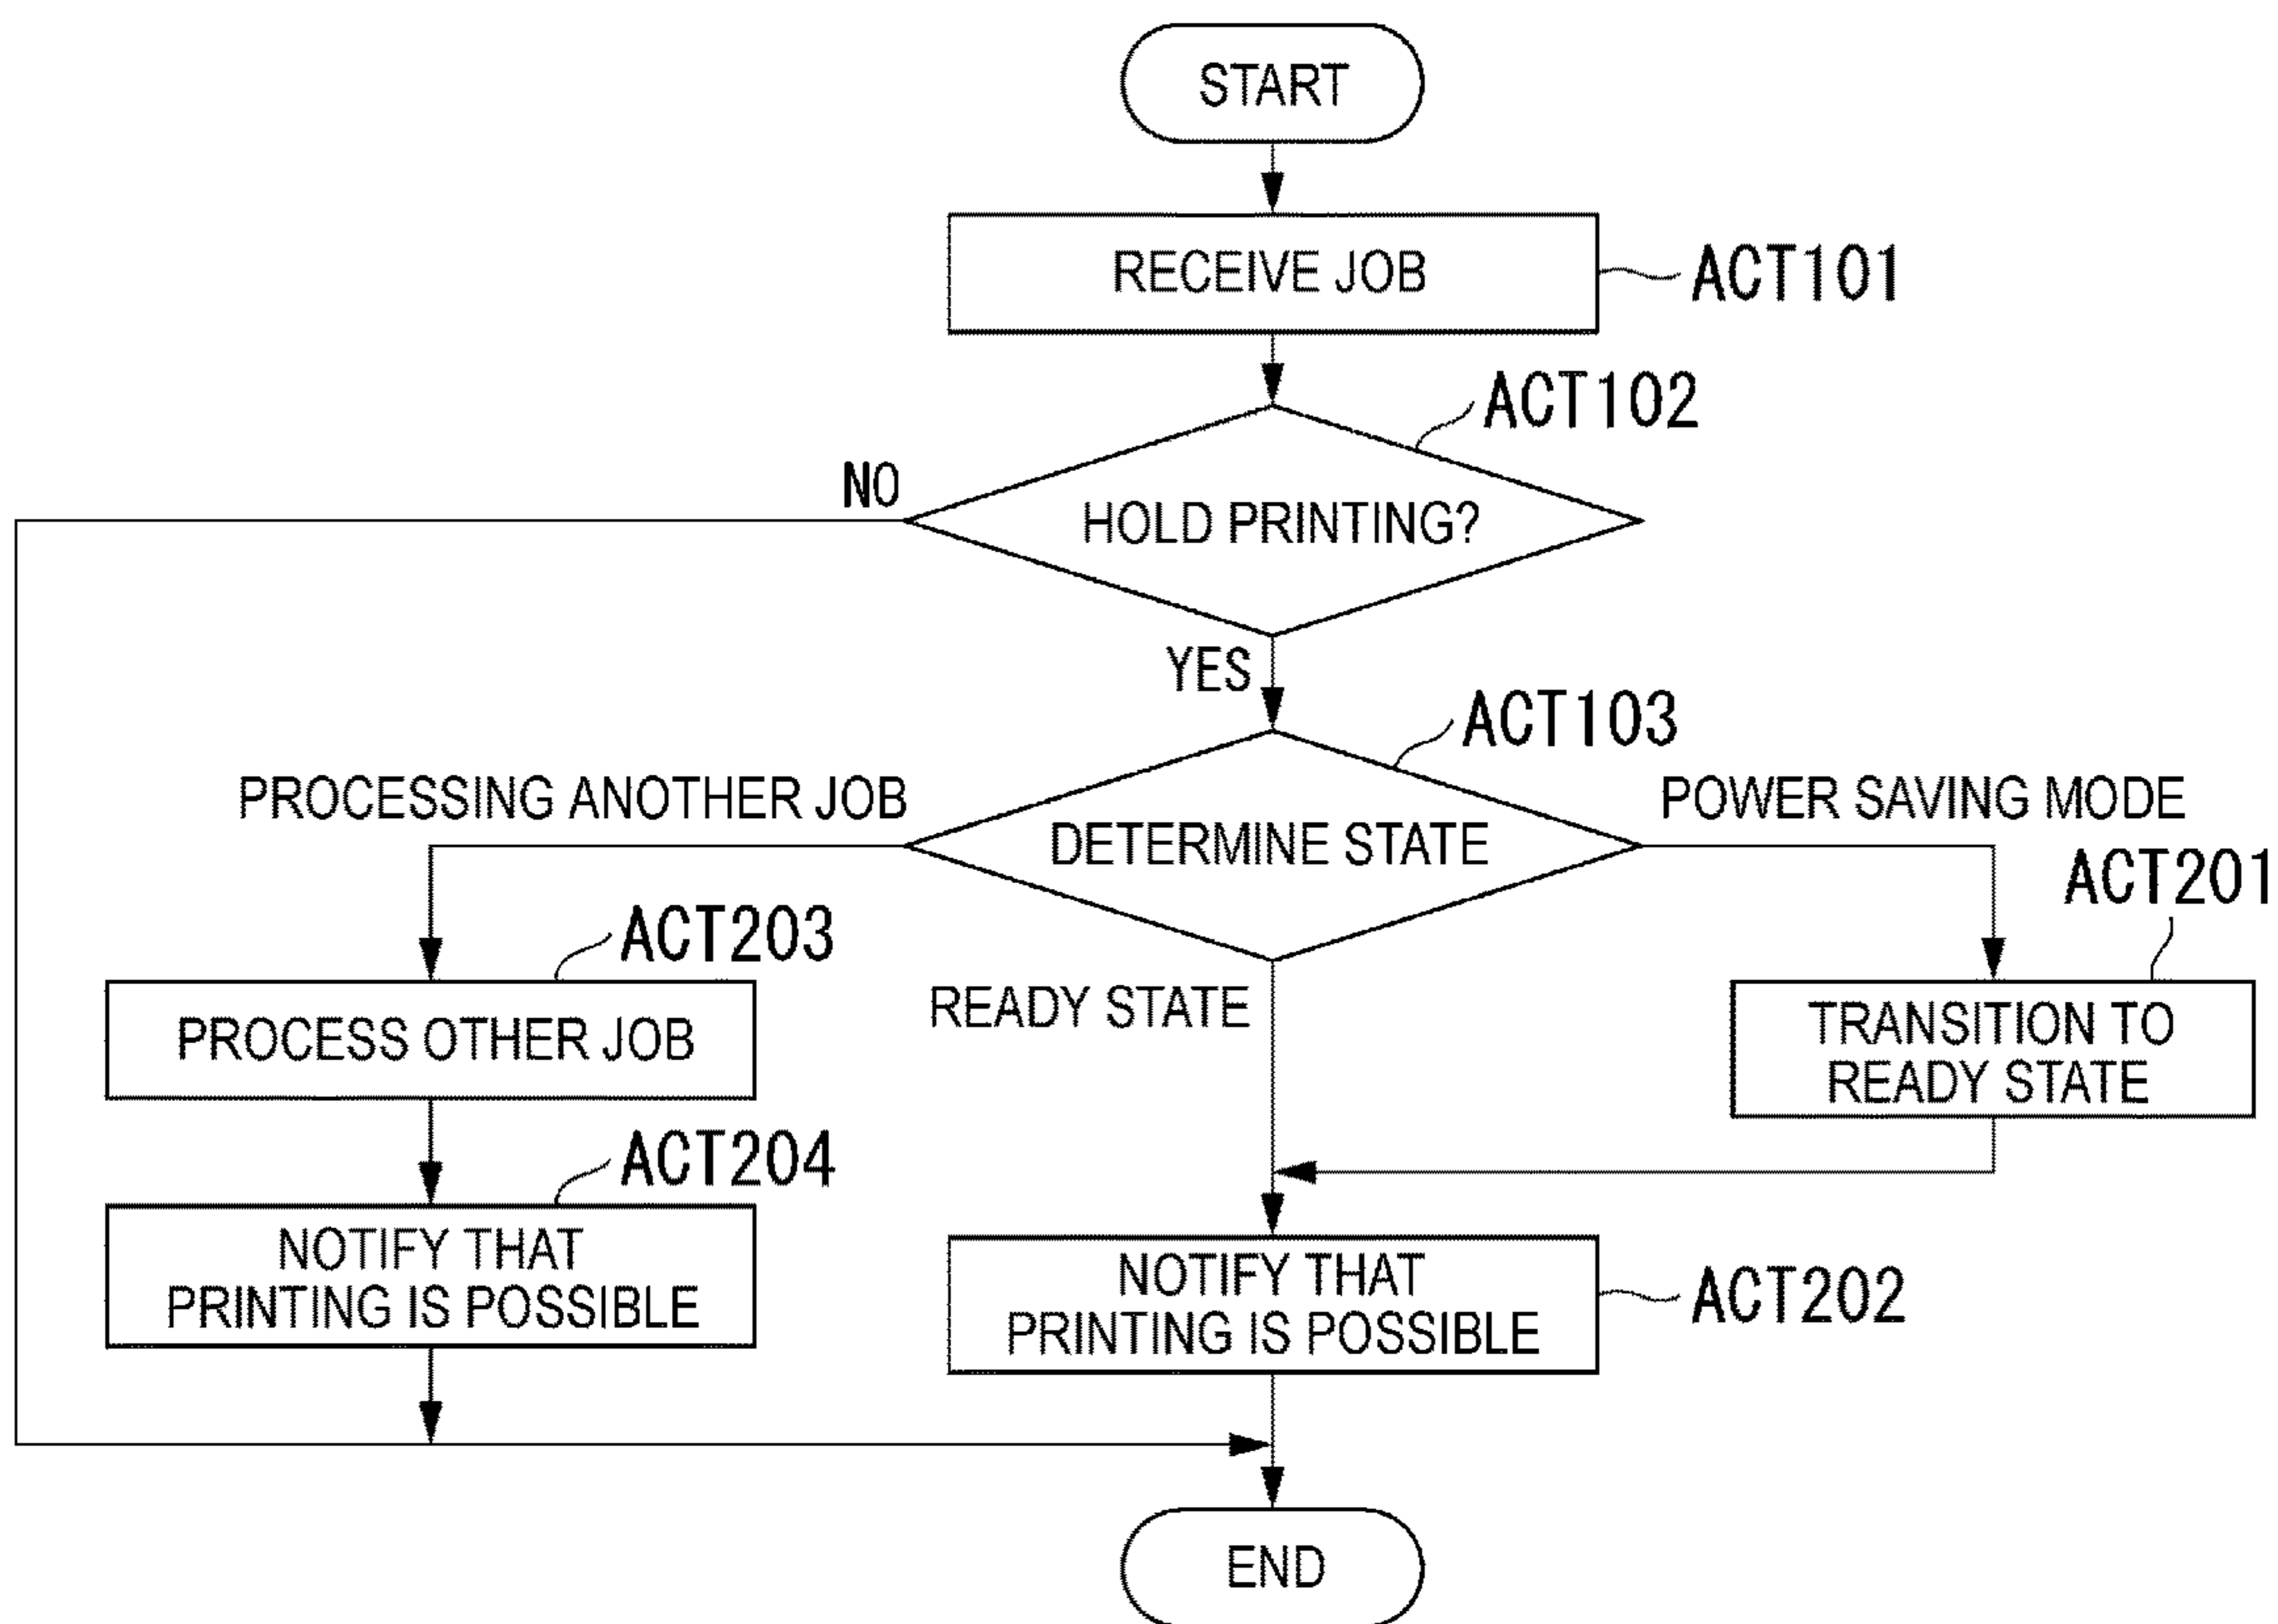 START
RECEIVE JOB
ACT101
ACT102
NO
HOLD PRINTING?
YES
ACT103
PROCESSING ANOTHER JOB
POWER SAVING MODE
DETERMINE STATE
ACT201
ACT203
READY STATE
PROCESS OTHER JOB
TRANSITION TO
READY STATE
ACT204
NOTIFY THAT
PRINTING IS POSSIBLE
NOTIFY THAT
PRINTING IS POSSIBLE
ACT202
END